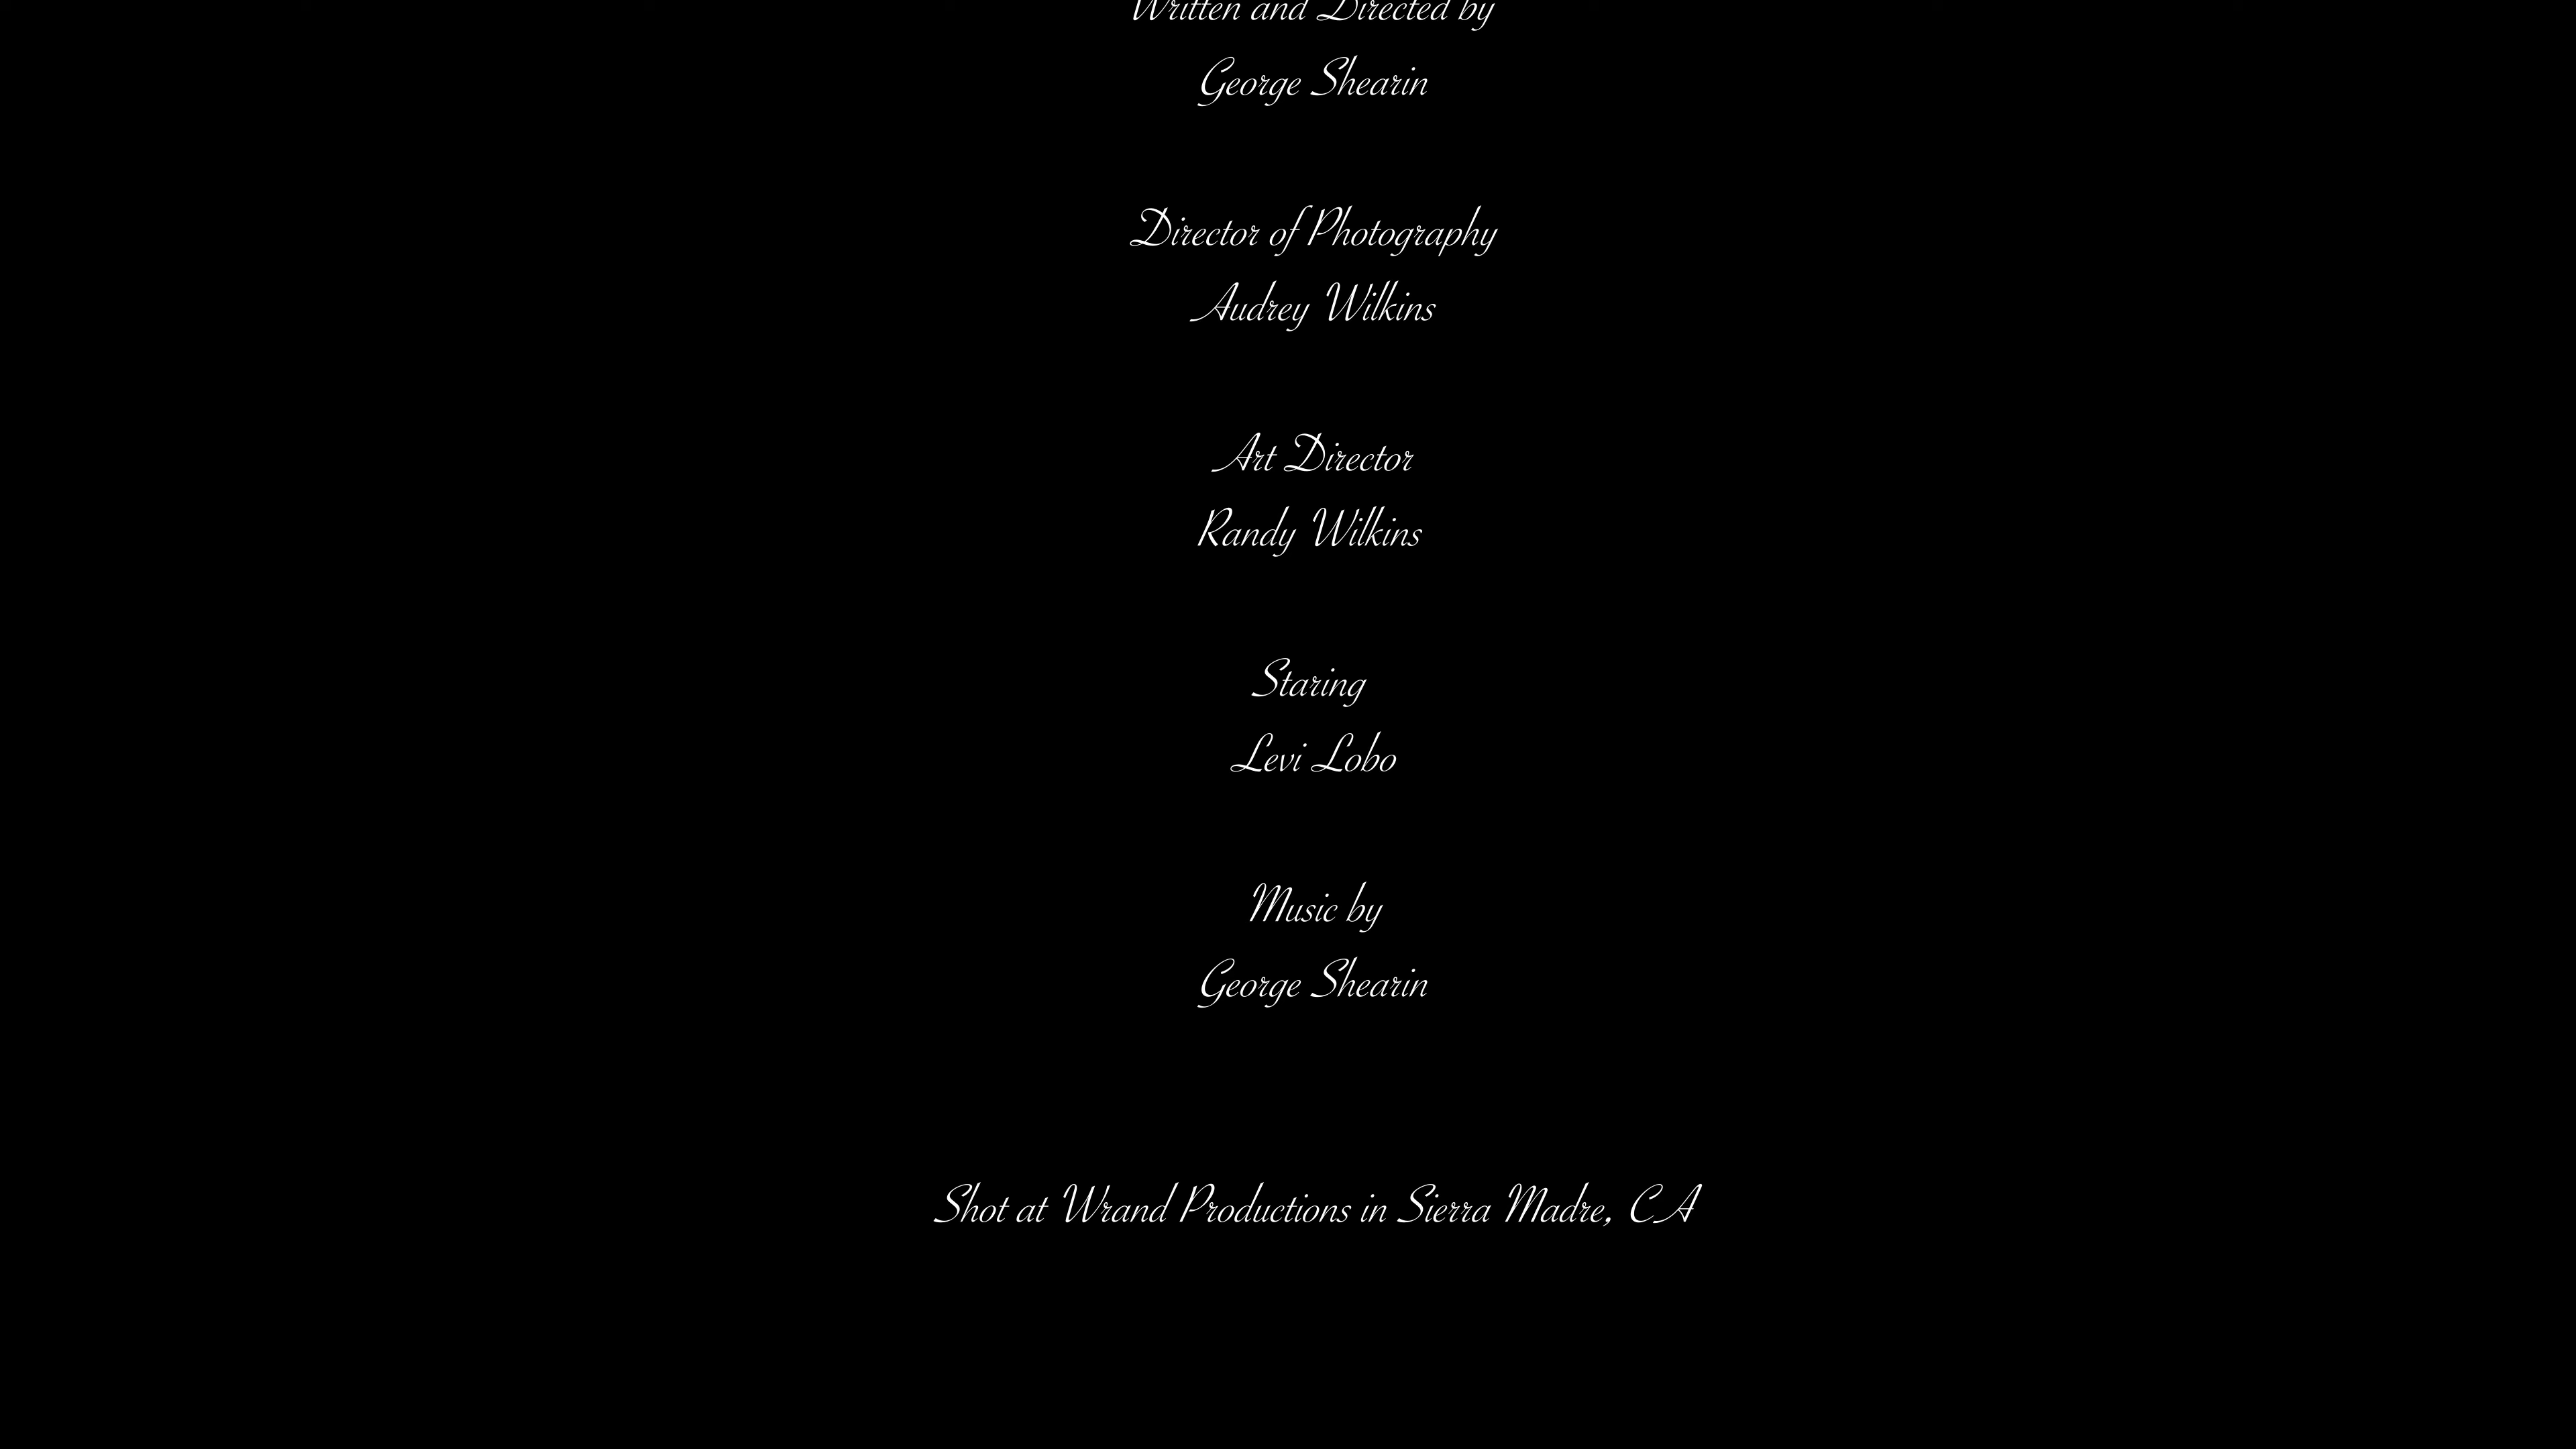 Written and Directed by
George Shearin
Director of Photography
Audrey Wilkins
Art Director
Randy Wilkins
Staring
Levi Lobo
Music by
George Shearin
Shot at Wrand Productions in Sierra Madre, CA